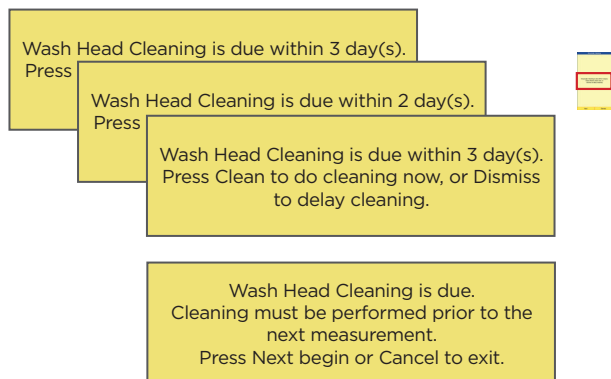 Wash Head Cleaning is due within 3 day(s).
Press
Wash Head Cleaning is due within 2 day(s).
Press
Wash Head Cleaning is due within 3 day(s).
Press Clean to do cleaning now, or Dismiss
to delay cleaning.
Wash Head Cleaning is due.
Cleaning must be performed prior to the
next measurement.
Press Next begin or Cancel to exit.